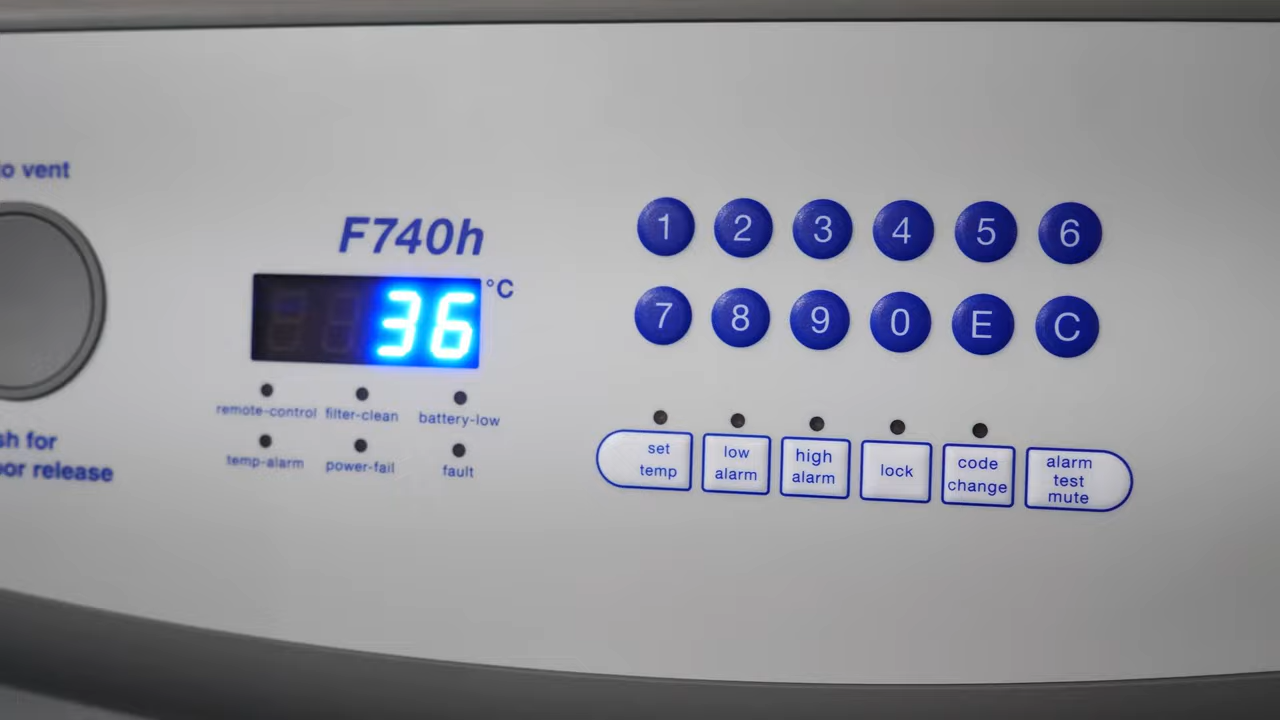 o vent
F740h
36 °C
remote-control filter-clean battery-low
temp-alarm power-fail fault
sh for
oor release
1 2 3 4 5 6
7 8 9 0 E C
set temp
low alarm
high alarm
lock
code change
alarm test mute